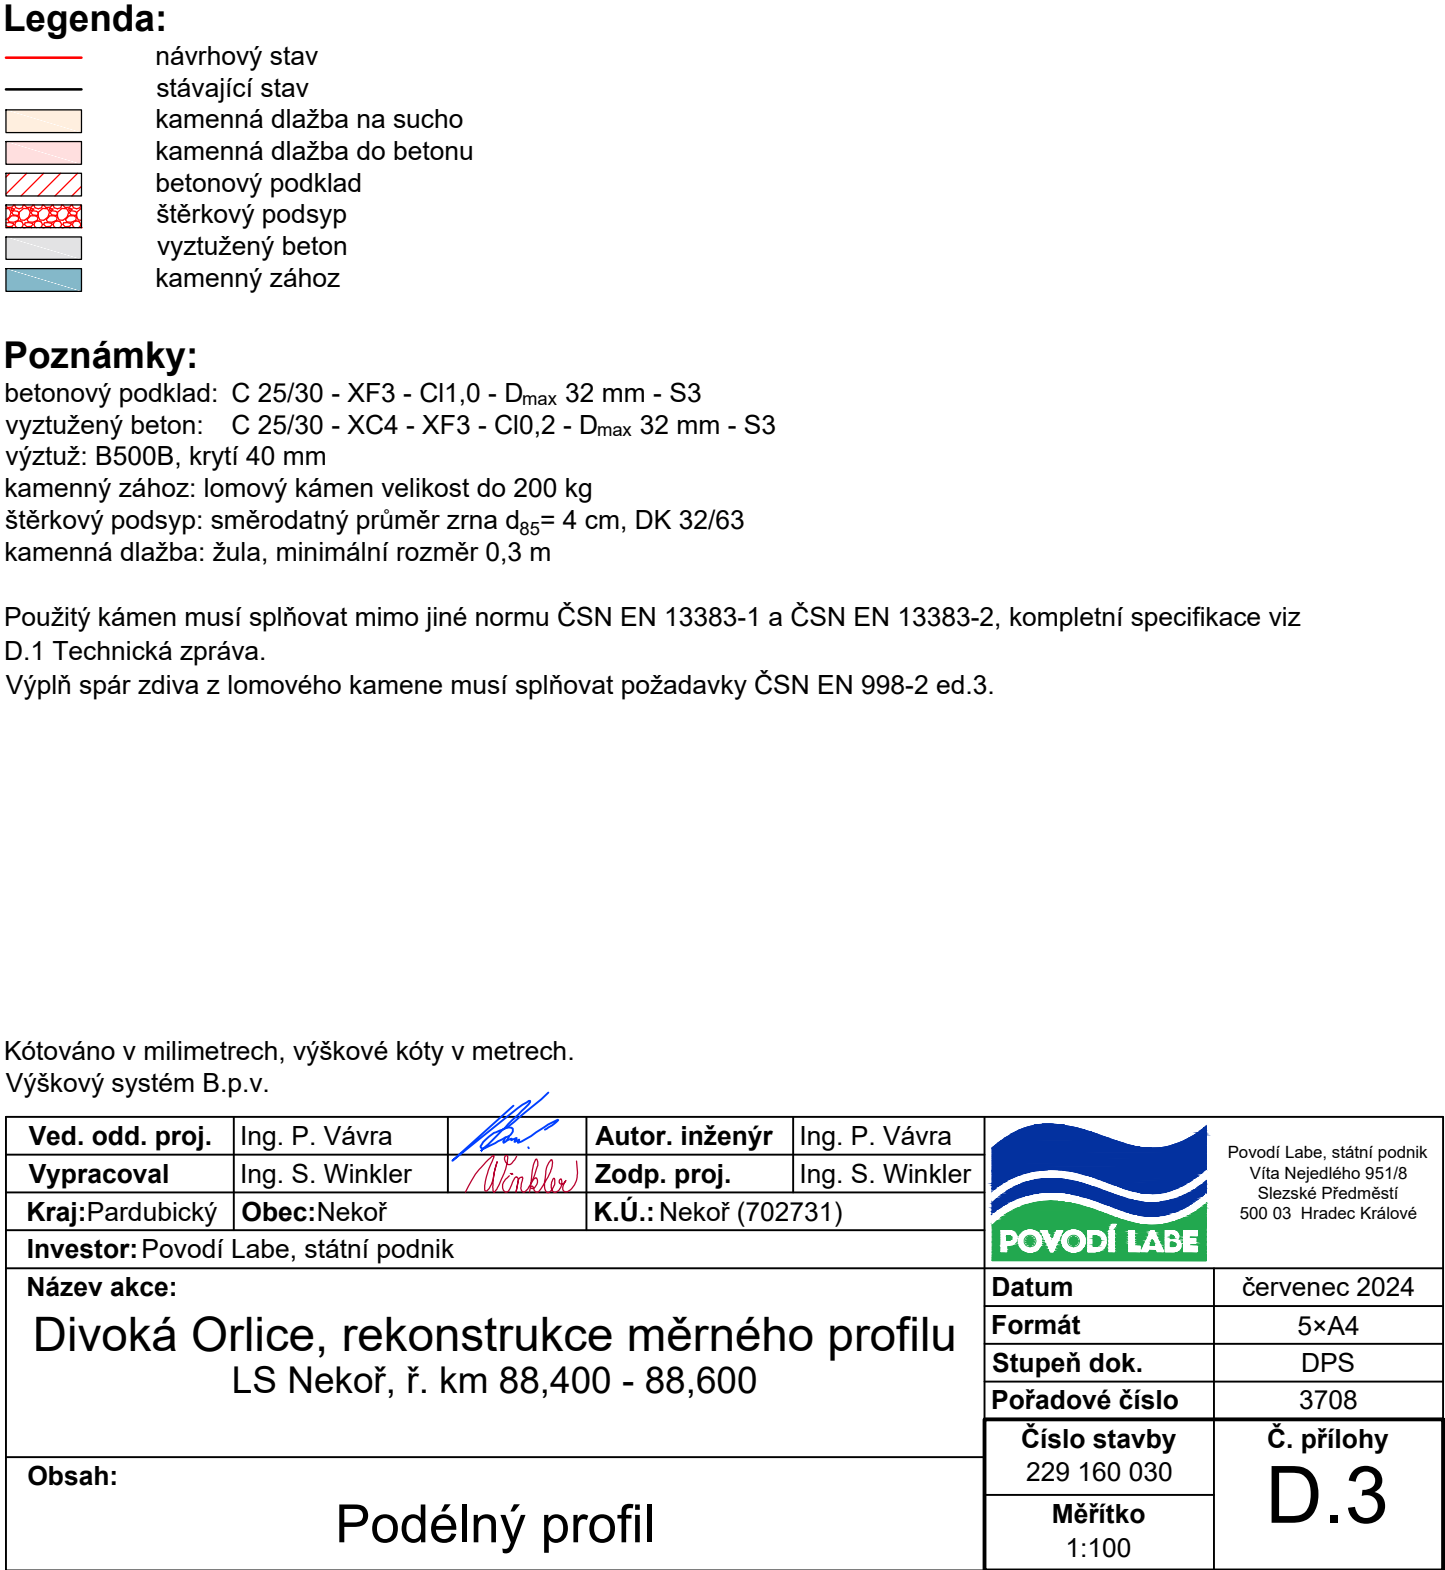 Legenda:
návrhový stav
stávající stav
kamenná dlažba na sucho
kamenná dlažba do betonu
betonový podklad
štěrkový podsyp
vyztužený beton
kamenný zához
Poznámky:
betonový podklad: C 25/30 - XF3 - Cl1,0 - Dmax 32 mm - S3
vyztužený beton: C 25/30 - XC4 - XF3 - Cl0,2 - Dmax 32 mm - S3
výztuž: B500B, krytí 40 mm
kamenný zához: lomový kámen velikost do 200 kg
štěrkový podsyp: směrodatný průměr zrna d85= 4 cm, DK 32/63
kamenná dlažba: žula, minimální rozměr 0,3 m
Použitý kámen musí splňovat mimo jiné normu ČSN EN 13383-1 a ČSN EN 13383-2, kompletní specifikace viz
D.1 Technická zpráva.
Výplň spár zdiva z lomového kamene musí splňovat požadavky ČSN EN 998-2 ed.3.
Kótováno v milimetrech, výškové kóty v metrech.
Výškový systém B.p.v.
Ved. odd. proj. Ing. P. Vávra Autor. inženýr Ing. P. Vávra
Vypracoval Ing. S. Winkler Winkler Zodp. proj. Ing. S. Winkler
Kraj: Pardubický Obec: Nekoř K.Ú.: Nekoř (702731)
Investor: Povodí Labe, státní podnik
POVODÍ LABE
Povodí Labe, státní podnik
Víta Nejedlého 951/8
Slezské Předměstí
500 03 Hradec Králové
Název akce:
Divoká Orlice, rekonstrukce měrného profilu
LS Nekoř, ř. km 88,400 - 88,600
Datum červenec 2024
Formát 5×A4
Stupeň dok. DPS
Pořadové číslo 3708
Obsah:
Podélný profil
Číslo stavby
229 160 030
Měřítko
1:100
Č. přílohy
D.3